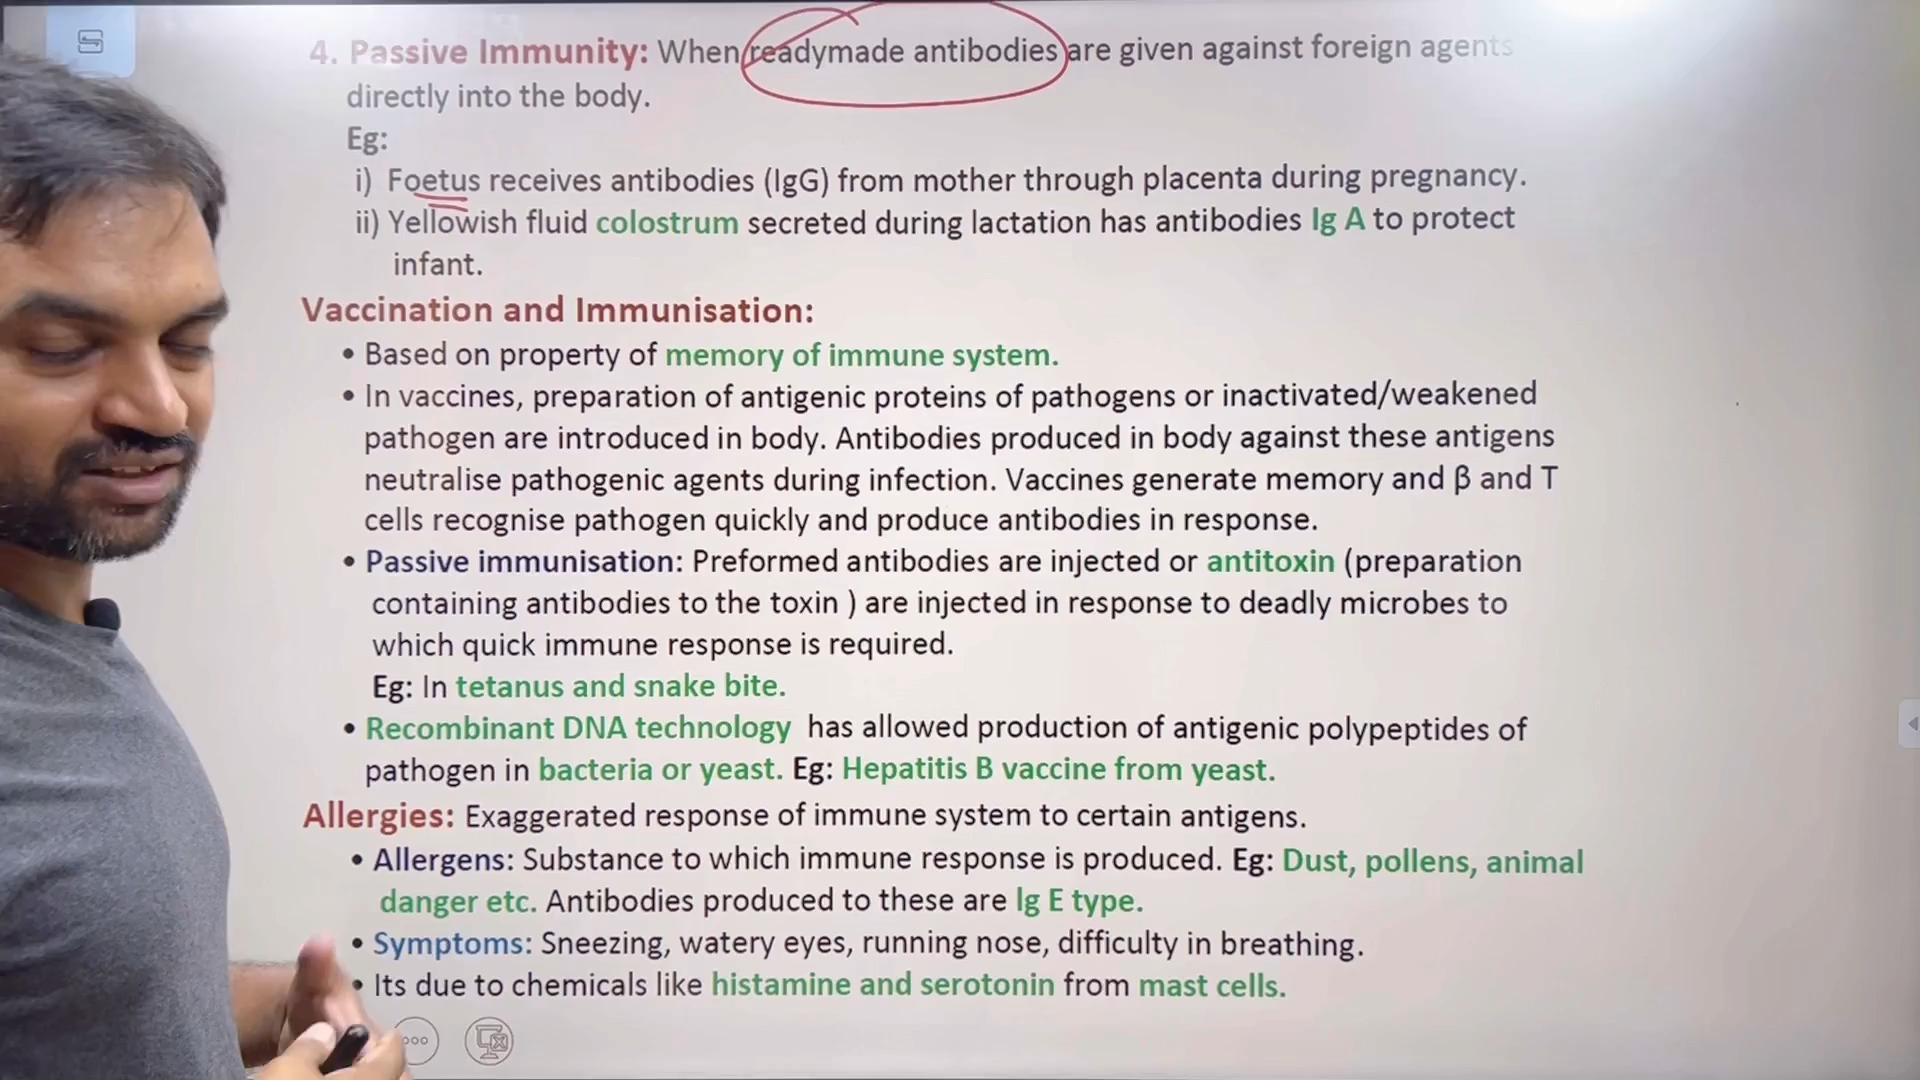 4. Passive Immunity: When readymade antibodies are given against foreign agents
directly into the body.
Eg:
i) Foetus receives antibodies (IgG) from mother through placenta during pregnancy.
ii) Yellowish fluid colostrum secreted during lactation has antibodies Ig A to protect
infant.
Vaccination and Immunisation:
• Based on property of memory of immune system.
• In vaccines, preparation of antigenic proteins of pathogens or inactivated/weakened
pathogen are introduced in body. Antibodies produced in body against these antigens
neutralise pathogenic agents during infection. Vaccines generate memory and β and T
cells recognise pathogen quickly and produce antibodies in response.
• Passive immunisation: Preformed antibodies are injected or antitoxin (preparation
containing antibodies to the toxin ) are injected in response to deadly microbes to
which quick immune response is required.
Eg: In tetanus and snake bite.
• Recombinant DNA technology has allowed production of antigenic polypeptides of
pathogen in bacteria or yeast. Eg: Hepatitis B vaccine from yeast.
Allergies: Exaggerated response of immune system to certain antigens.
• Allergens: Substance to which immune response is produced. Eg: Dust, pollens, animal
danger etc. Antibodies produced to these are Ig E type.
• Symptoms: Sneezing, watery eyes, running nose, difficulty in breathing.
• Its due to chemicals like histamine and serotonin from mast cells.